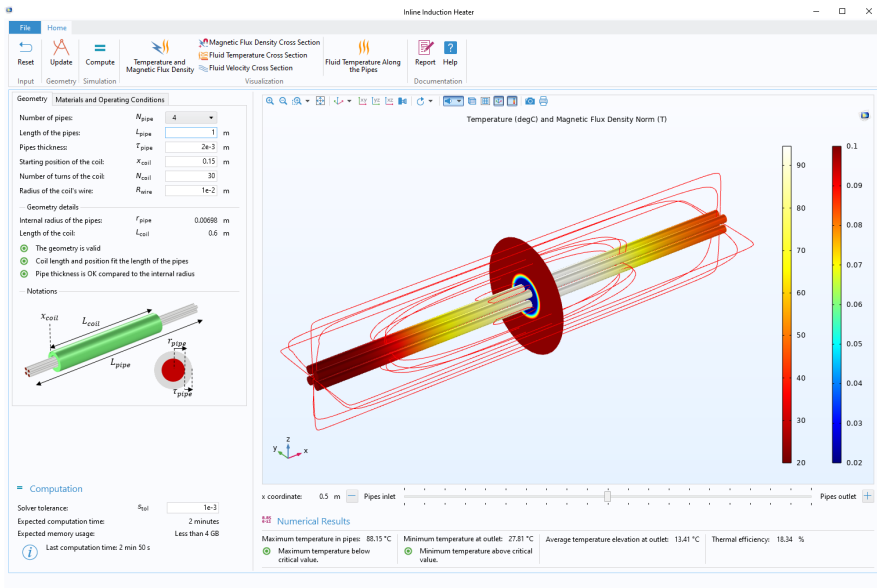 Inline Induction Heater
File Home
Reset Update Compute Temperature and Magnetic Flux Density Magnetic Flux Density Cross Section Fluid Temperature Cross Section Fluid Velocity Cross Section Fluid Temperature Along the Pipes Report Help
Input Geometry Simulation Visualization Documentation
Geometry Materials and Operating Conditions
Number of pipes: Npipe 4
Length of the pipes: Lpipe 1 m
Pipes thickness: Tpipe 2e-3 m
Starting position of the coil: xcoil 0.15 m
Number of turns of the coil: Ncoil 30
Radius of the coil's wire: Rwire 1e-2 m
Geometry details
Internal radius of the pipes: rpipe 0.00698 m
Length of the coil: Lcoil 0.6 m
The geometry is valid
Coil length and position fit the length of the pipes
Pipe thickness is OK compared to the internal radius
Notations
xcoil
Lcoil
rpipe
Lpipe
τpipe
Computation
Solver tolerance: Stol 1e-3
Expected computation time: 2 minutes
Expected memory usage: Less than 4 GB
Last computation time: 2 min 50 s
Temperature (degC) and Magnetic Flux Density Norm (T)
90
80
70
60
50
40
30
20
0.1
0.09
0.08
0.07
0.06
0.05
0.04
0.03
0.02
z
y
x
x coordinate: 0.5 m Pipes inlet Pipes outlet
Numerical Results
Maximum temperature in pipes: 88.15 °C Minimum temperature at outlet: 27.81 °C Average temperature elevation at outlet: 13.41 °C Thermal efficiency: 18.34 %
Maximum temperature below critical value. Minimum temperature above critical value.